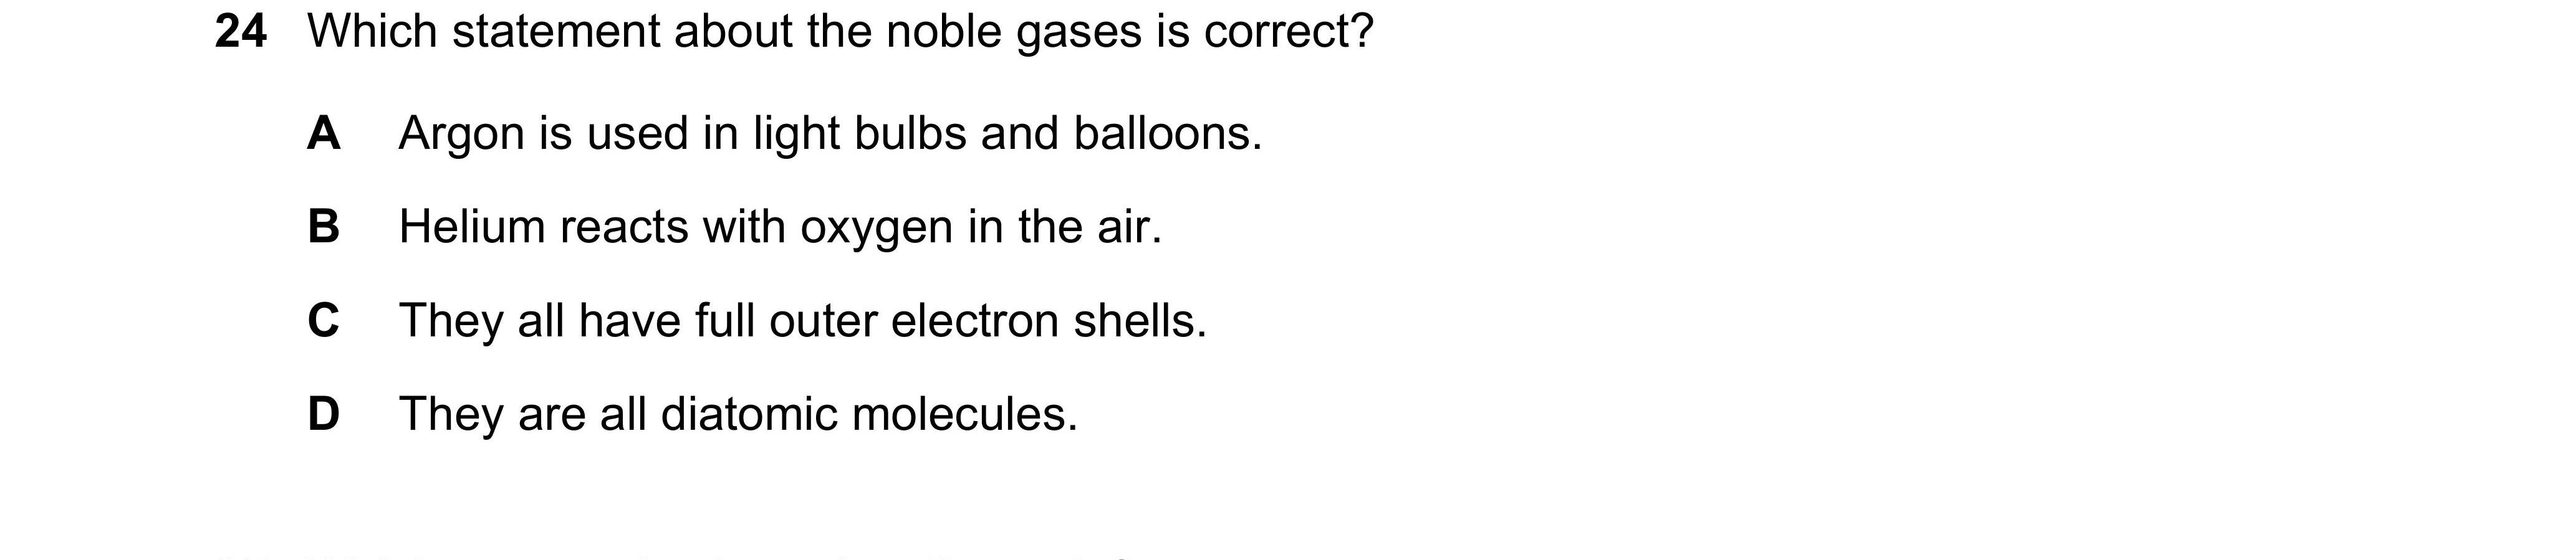 24 Which statement about the noble gases is correct?
A Argon is used in light bulbs and balloons.
B Helium reacts with oxygen in the air.
C They all have full outer electron shells.
D They are all diatomic molecules.